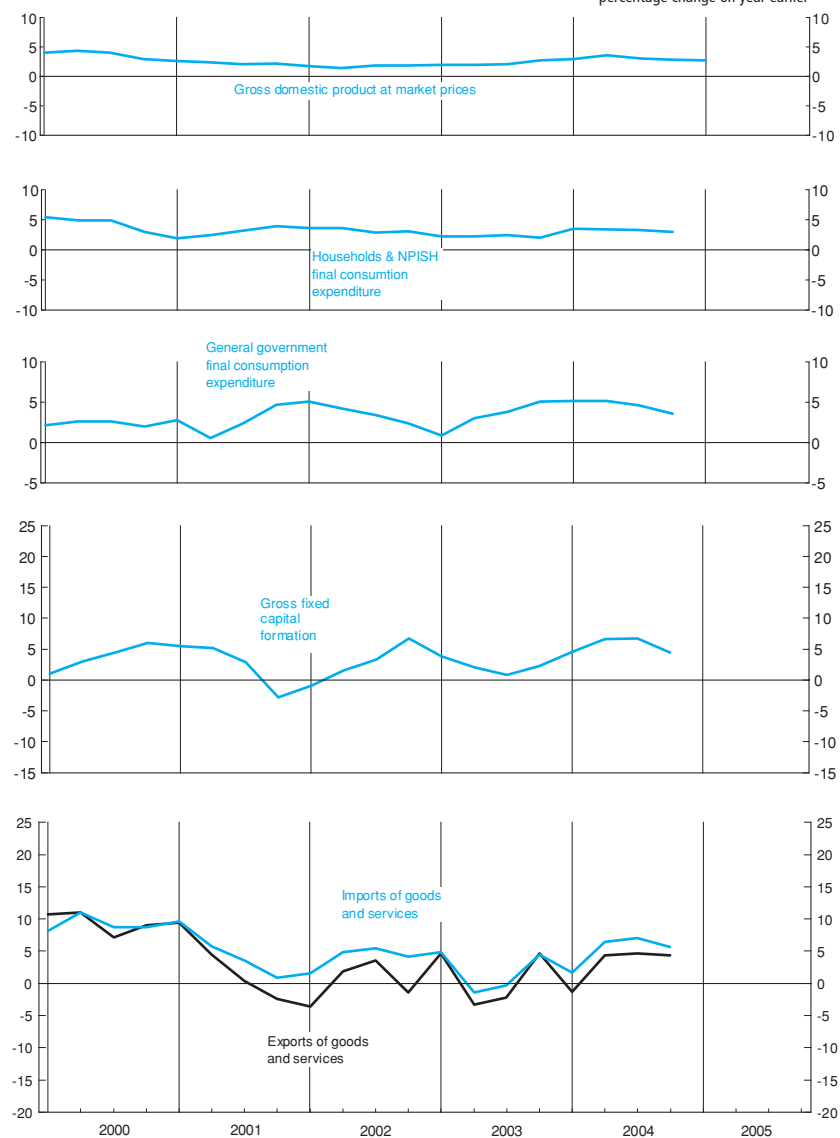 percentage change on year earlier
10 10
5 5
0 0
-5 -5
-10 -10
Gross domestic product at market prices
10 10
5 5
0 0
-5 -5
-10 -10
Households & NPISH
final consumtion
expenditure
General government
final consumption
expenditure
10 10
5 5
0 0
-5 -5
25 25
20 20
15 15
10 10
5 5
0 0
-5 -5
-10 -10
-15 -15
Gross fixed
capital
formation
25 25
20 20
15 15
10 10
5 5
0 0
-5 -5
-10 -10
-15 -15
-20 -20
Imports of goods
and services
Exports of goods
and services
2000 2001 2002 2003 2004 2005